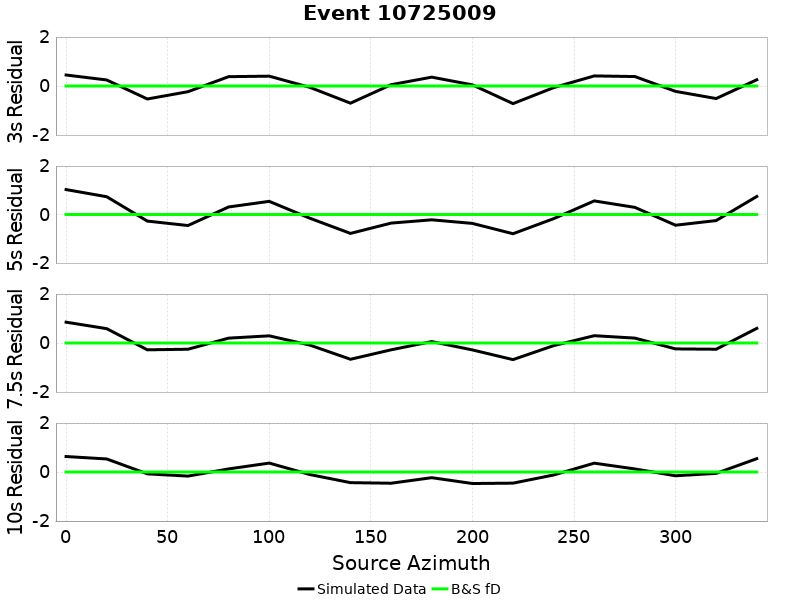 Event 10725009
3s Residual
2
0
-2
5s Residual
2
0
-2
7.5s Residual
2
0
-2
10s Residual
2
0
-2
0 50 100 150 200 250 300
Source Azimuth
Simulated Data B&S fD